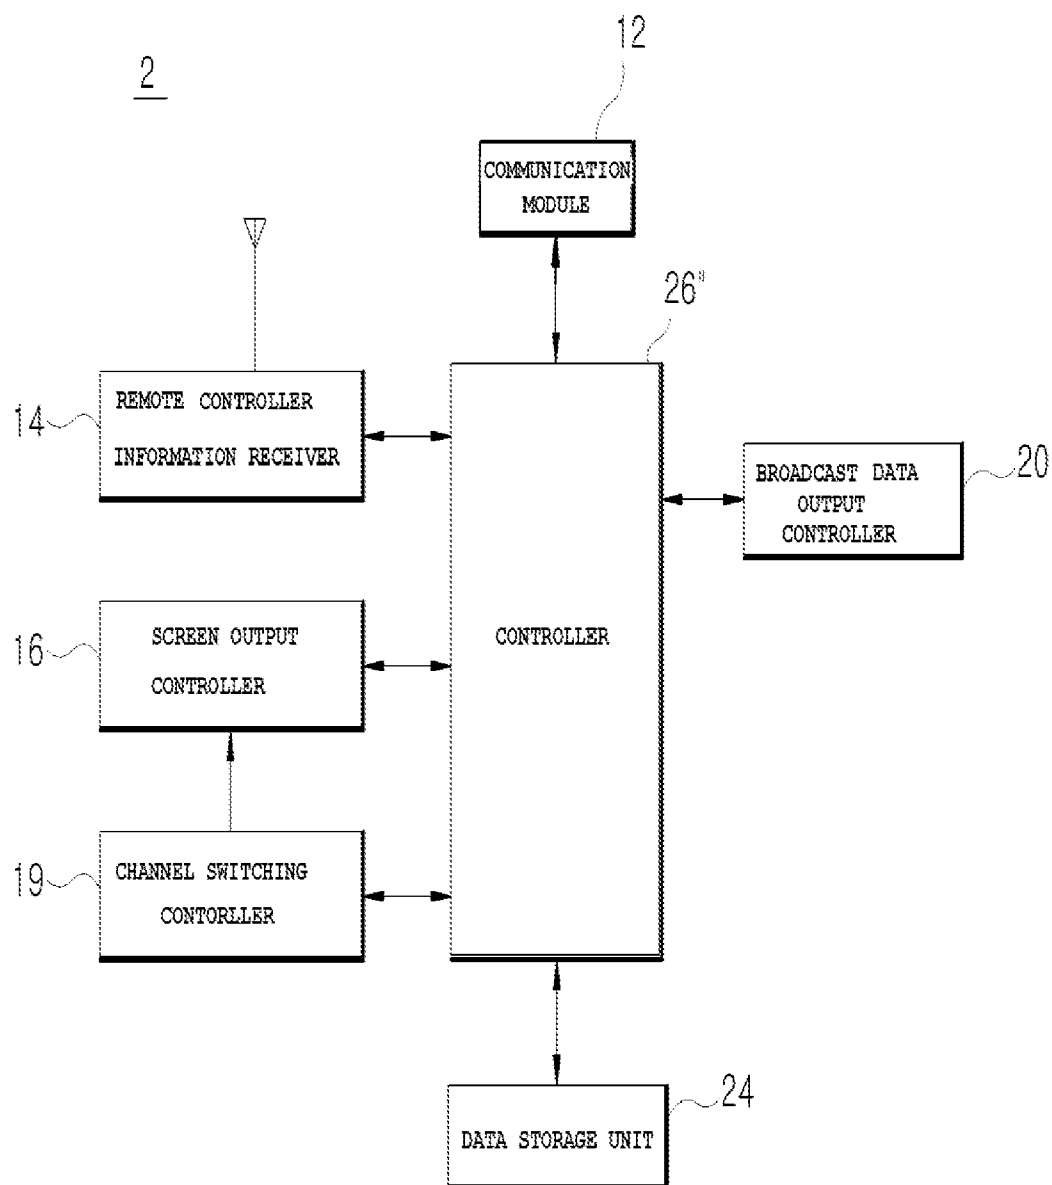 12
2
COMMUNICATION
MODULE
26"
REMOTE CONTROLLER
14
INFORMATION RECEIVER
BROADCAST DATA
20
OUTPUT
CONTROLLER
SCREEN OUTPUT
CONTROLLER
16
CONTROLLER
CHANNEL SWITCHING
19
CONTORLLER
24
DATA STORAGE UNIT